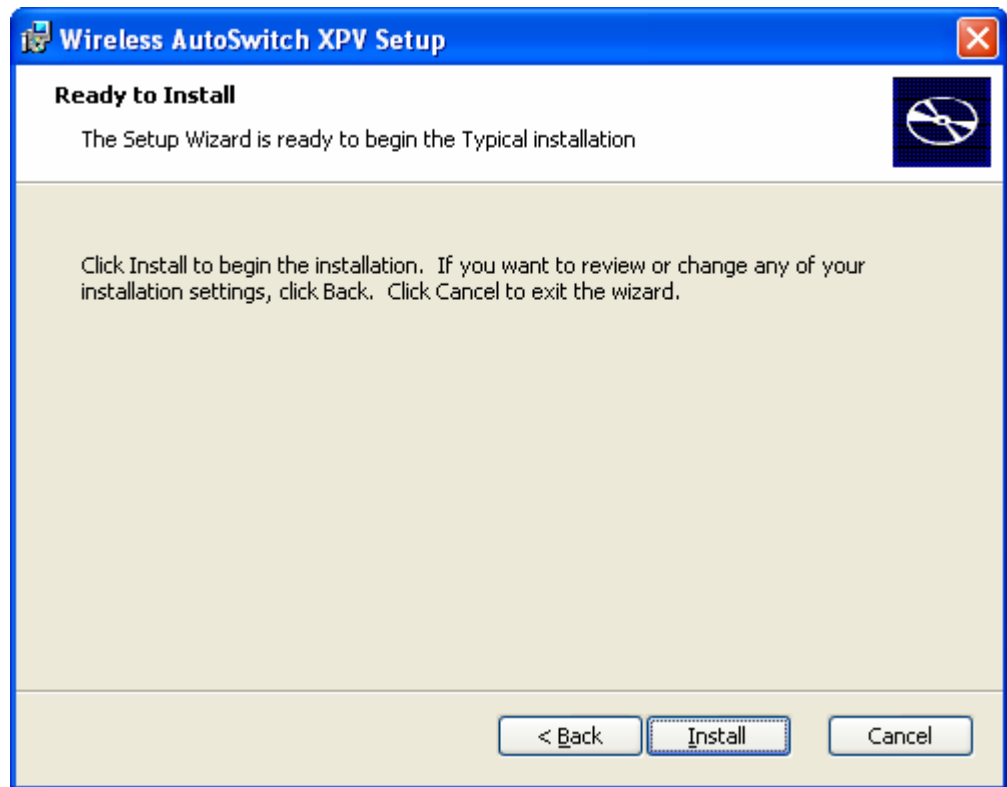 Wireless AutoSwitch XPV Setup
Ready to Install
The Setup Wizard is ready to begin the Typical installation
Click Install to begin the installation.  If you want to review or change any of your
installation settings, click Back.  Click Cancel to exit the wizard.
< Back Install Cancel